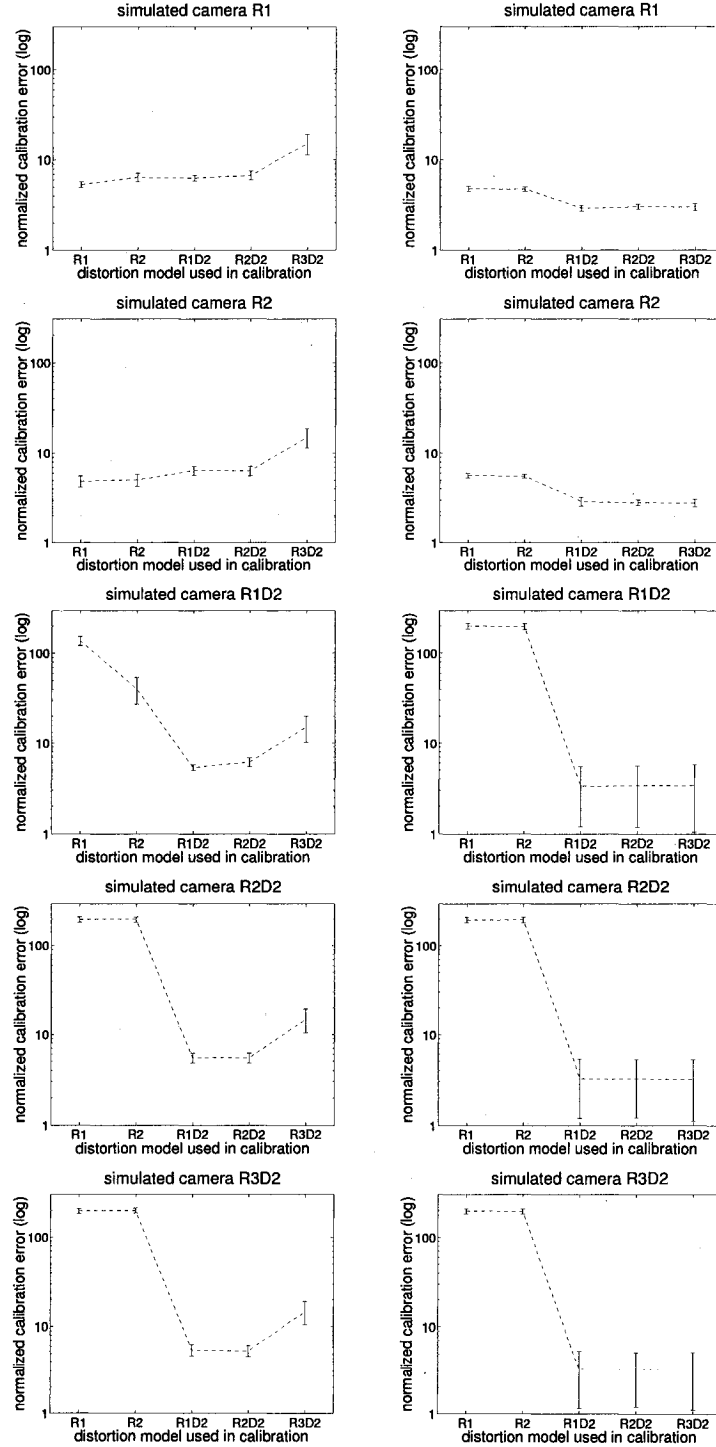 simulated camera R1
normalized calibration error (log)
100
10
1
R1 R2 R1D2 R2D2 R3D2
distortion model used in calibration
simulated camera R1
normalized calibration error (log)
100
10
1
R1 R2 R1D2 R2D2 R3D2
distortion model used in calibration
simulated camera R2
normalized calibration error (log)
100
10
1
R1 R2 R1D2 R2D2 R3D2
distortion model used in calibration
simulated camera R2
normalized calibration error (log)
100
10
1
R1 R2 R1D2 R2D2 R3D2
distortion model used in calibration
simulated camera R1D2
normalized calibration error (log)
100
10
1
R1 R2 R1D2 R2D2 R3D2
distortion model used in calibration
simulated camera R1D2
normalized calibration error (log)
100
10
1
R1 R2 R1D2 R2D2 R3D2
distortion model used in calibration
simulated camera R2D2
normalized calibration error (log)
100
10
1
R1 R2 R1D2 R2D2 R3D2
distortion model used in calibration
simulated camera R2D2
normalized calibration error (log)
100
10
1
R1 R2 R1D2 R2D2 R3D2
distortion model used in calibration
simulated camera R3D2
normalized calibration error (log)
100
10
1
R1 R2 R1D2 R2D2 R3D2
distortion model used in calibration
simulated camera R3D2
normalized calibration error (log)
100
10
1
R1 R2 R1D2 R2D2 R3D2
distortion model used in calibration